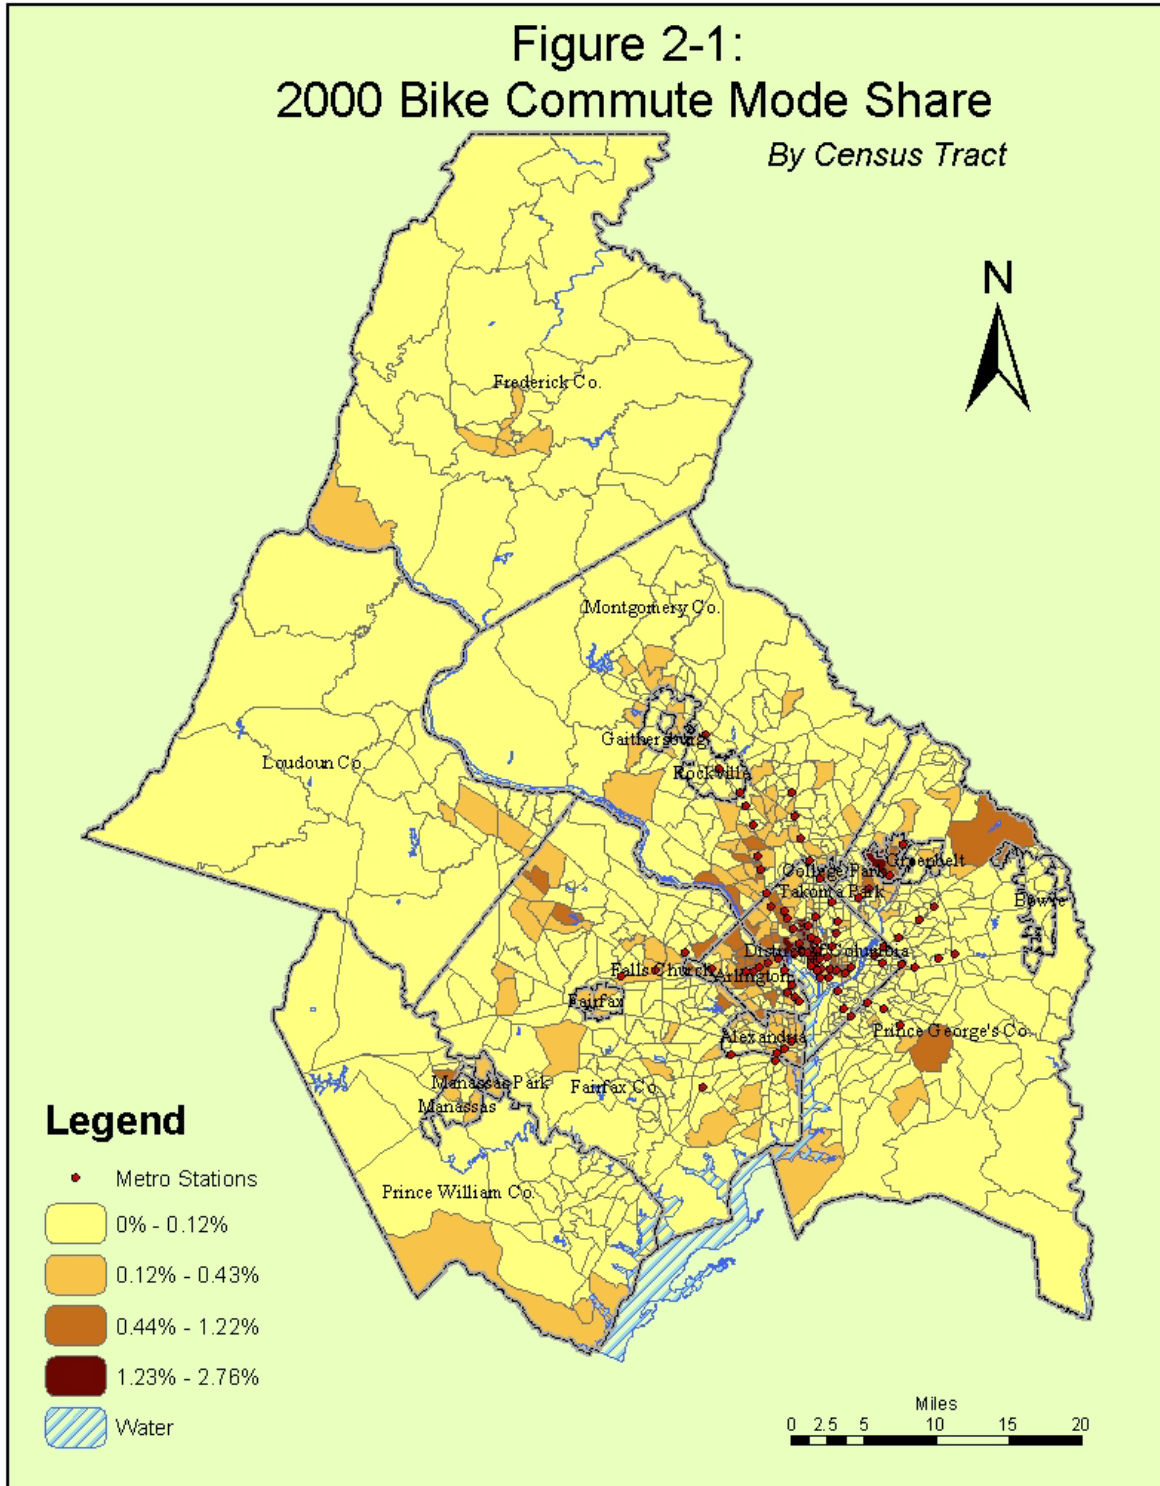 Figure 2-1:
2000 Bike Commute Mode Share
By Census Tract
N
Frederick Co.
Montgomery Co.
Gaithersburg
Loudoun Co.
Rockville
Greenbelt
College Park
Takoma Park
Bowie
District of Columbia
Falls Church
Arlington
Fairfax
Prince George's Co.
Alexandria
Manassas Park
Fairfax Co.
Manassas
Prince William Co.
Legend
Metro Stations
0% - 0.12%
0.12% - 0.43%
0.44% - 1.22%
1.23% - 2.76%
Water
Miles
0 2.5 5 10 15 20